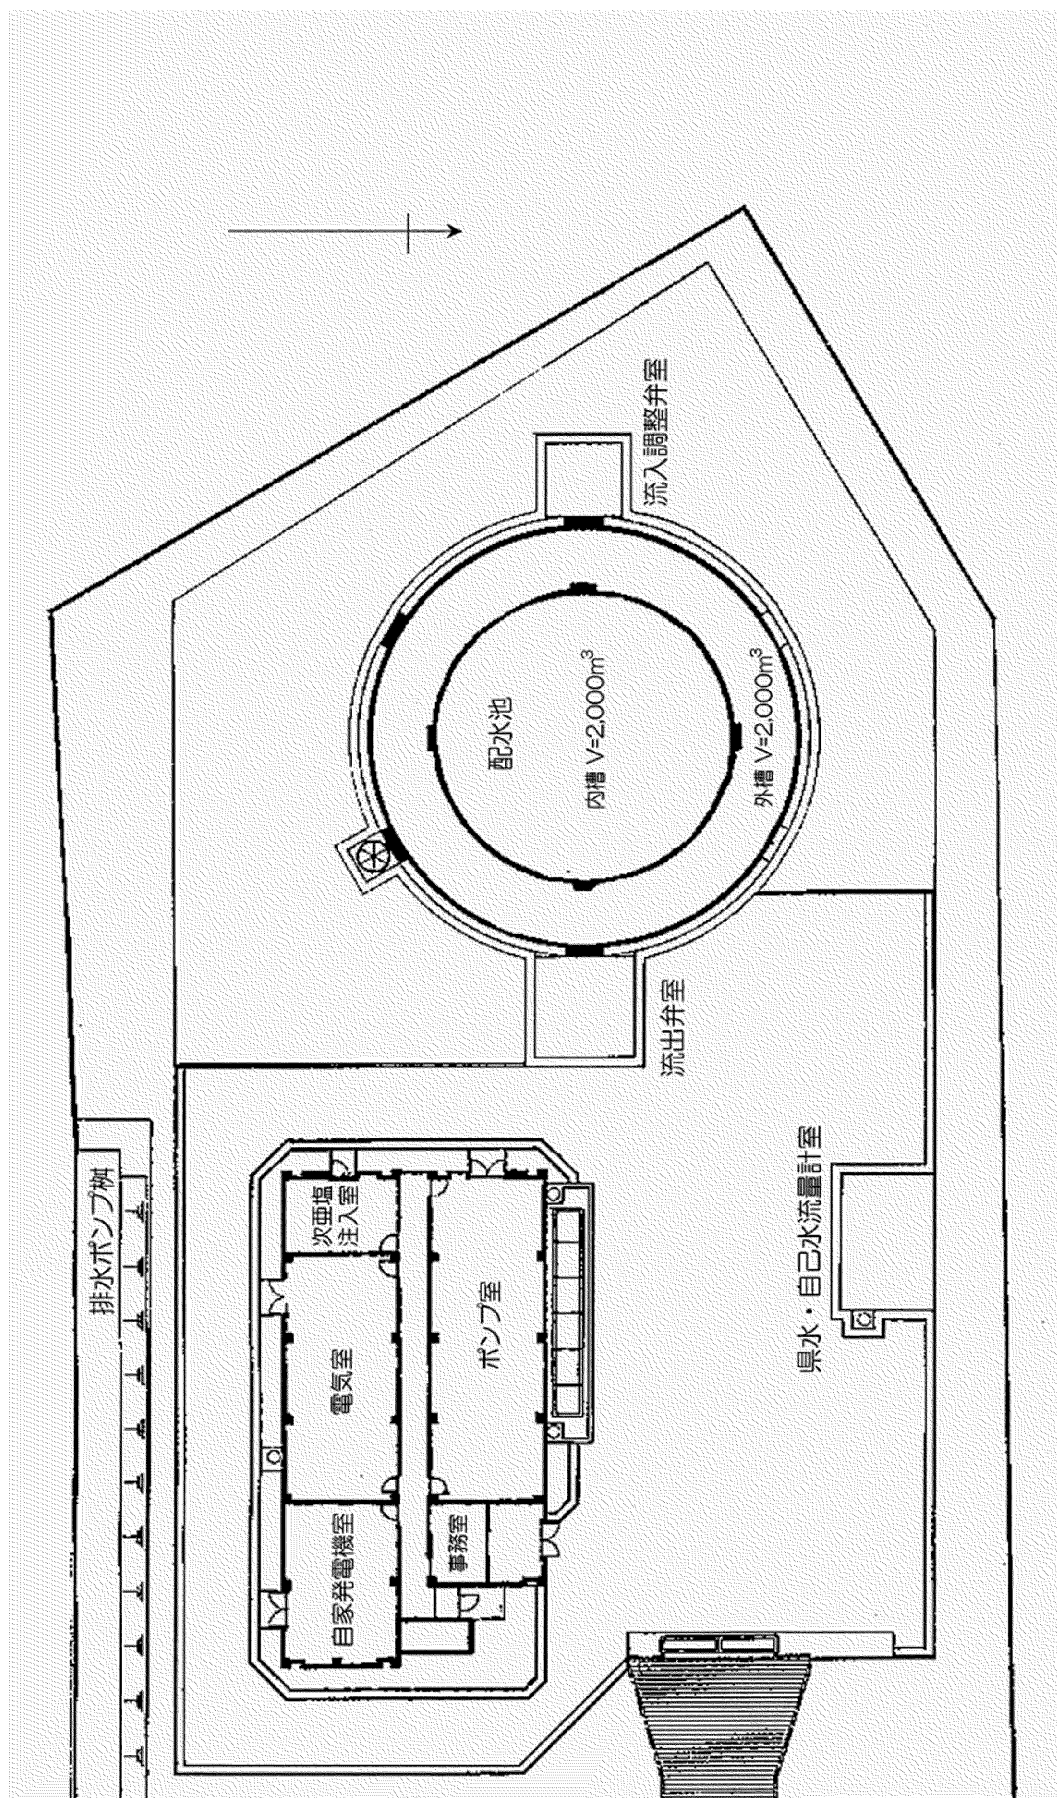 流入調整弁室
配水池
内槽 V=2,000m³
外槽 V=2,000m³
流出弁室
排水ポンプ桝
次亜塩
注入室
電気室
ポンプ室
県水・自己水流量計室
自家発電機室
事務室